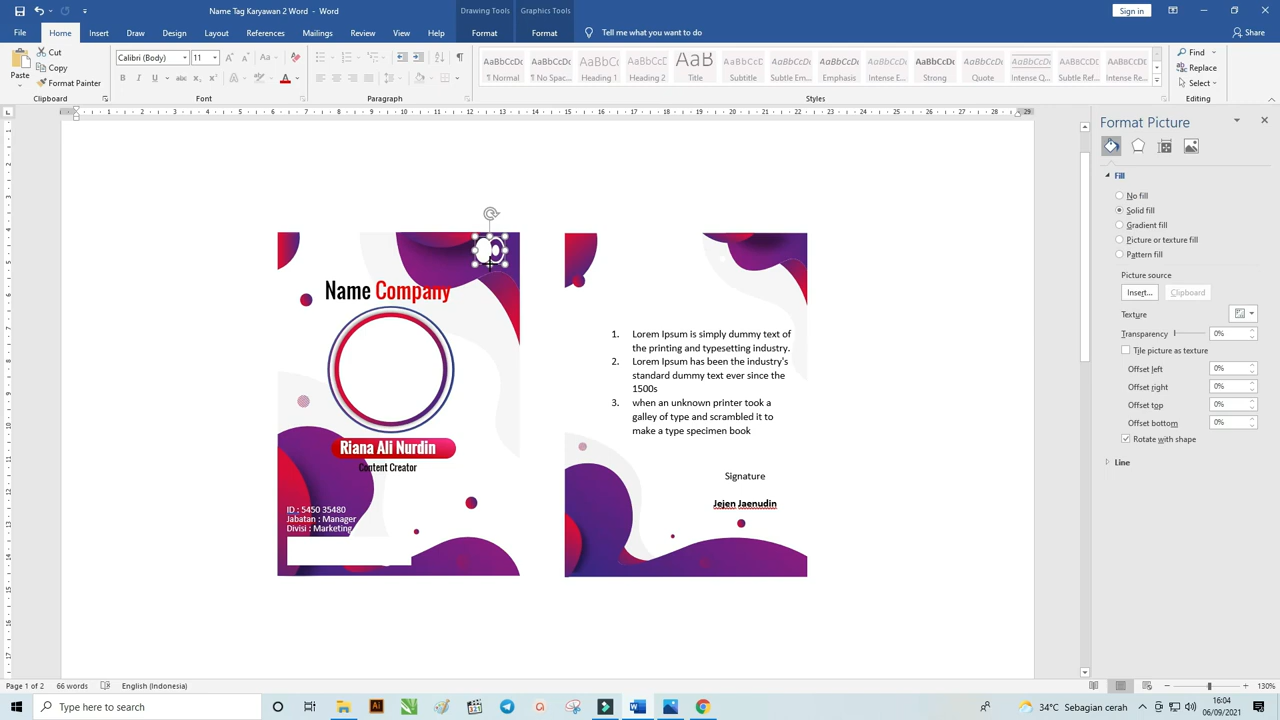 Name Tag Karyawan - Word
Drawing Tools
Graphics Tools
Sign in
File
Home
Insert
Draw
Design
Layout
References
Mailings
Review
View
Help
Format
Format
Tell me what you want to do
Paste
Cut
Copy
Format Painter
Clipboard
Calibri (Body)
11
Font
Paragraph
AaBbCcDc
¶ Normal
¶ No Spac...
Heading 1
Heading 2
AaB
Title
Subtitle
Subtle Em...
Emphasis
Intense E...
Strong
Quote
Intense Q...
Subtle Ref...
Intense Re...
Styles
Find
Replace
Select
Editing
Name Company
Riana Ali Nurdin
Content Creator
ID : 5450 35480
Jabatan : Manager
Divisi : Marketing
1. Lorem Ipsum is simply dummy text of
the printing and typesetting industry.
2. Lorem Ipsum has been the industry's
standard dummy text ever since the
1500s
3. when an unknown printer took a
galley of type and scrambled it to
make a type specimen book
Signature
Jejen Jaenudin
Format Picture
Fill
No fill
Solid fill
Gradient fill
Picture or texture fill
Pattern fill
Picture source
Insert...
Clipboard
Texture
Transparency
0%
Tile picture as texture
Offset left
0%
Offset right
0%
Offset top
0%
Offset bottom
0%
Rotate with shape
Line
Page 1 of 2
66 words
English (Indonesia)
130%
Type here to search
34°C Sebagian cerah
16:04
06/09/2021